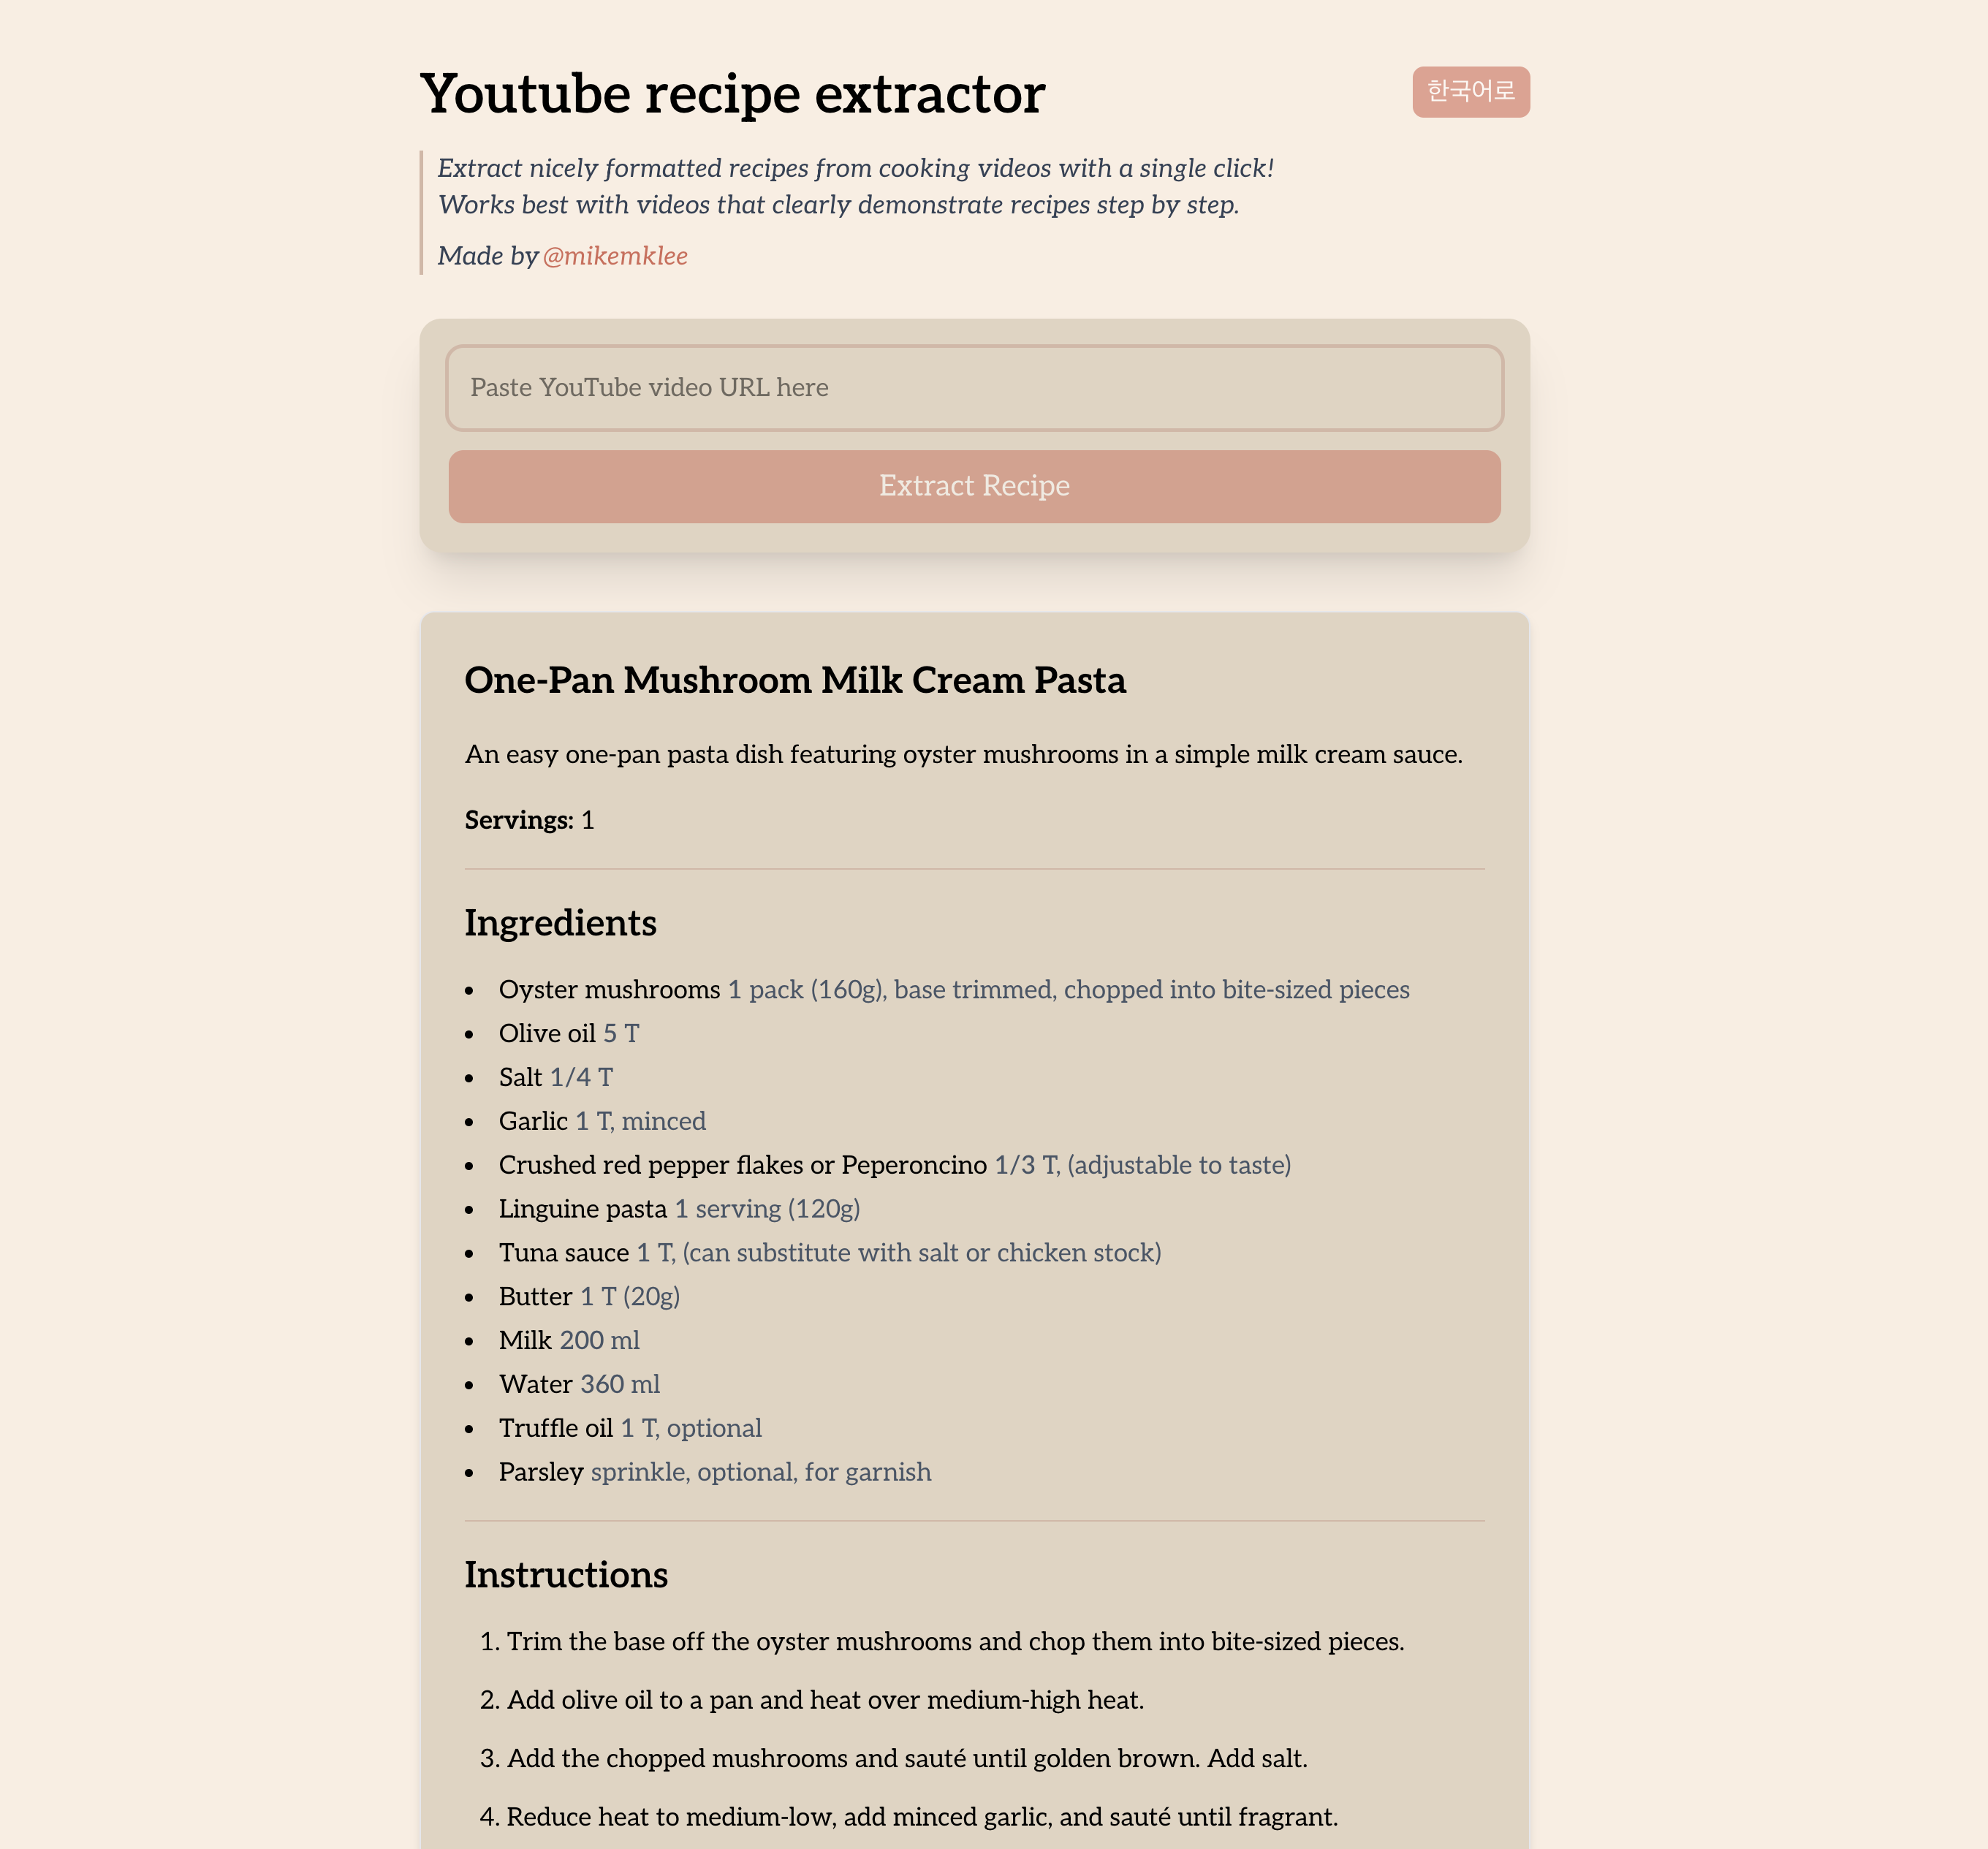 Youtube recipe extractor
한국어로
Extract nicely formatted recipes from cooking videos with a single click!
Works best with videos that clearly demonstrate recipes step by step.
Made by @mikemklee
Paste YouTube video URL here
Extract Recipe
One-Pan Mushroom Milk Cream Pasta
An easy one-pan pasta dish featuring oyster mushrooms in a simple milk cream sauce.
Servings: 1
Ingredients
• Oyster mushrooms 1 pack (160g), base trimmed, chopped into bite-sized pieces
• Olive oil 5 T
• Salt 1/4 T
• Garlic 1 T, minced
• Crushed red pepper flakes or Peperoncino 1/3 T, (adjustable to taste)
• Linguine pasta 1 serving (120g)
• Tuna sauce 1 T, (can substitute with salt or chicken stock)
• Butter 1 T (20g)
• Milk 200 ml
• Water 360 ml
• Truffle oil 1 T, optional
• Parsley sprinkle, optional, for garnish
Instructions
1. Trim the base off the oyster mushrooms and chop them into bite-sized pieces.
2. Add olive oil to a pan and heat over medium-high heat.
3. Add the chopped mushrooms and sauté until golden brown. Add salt.
4. Reduce heat to medium-low, add minced garlic, and sauté until fragrant.